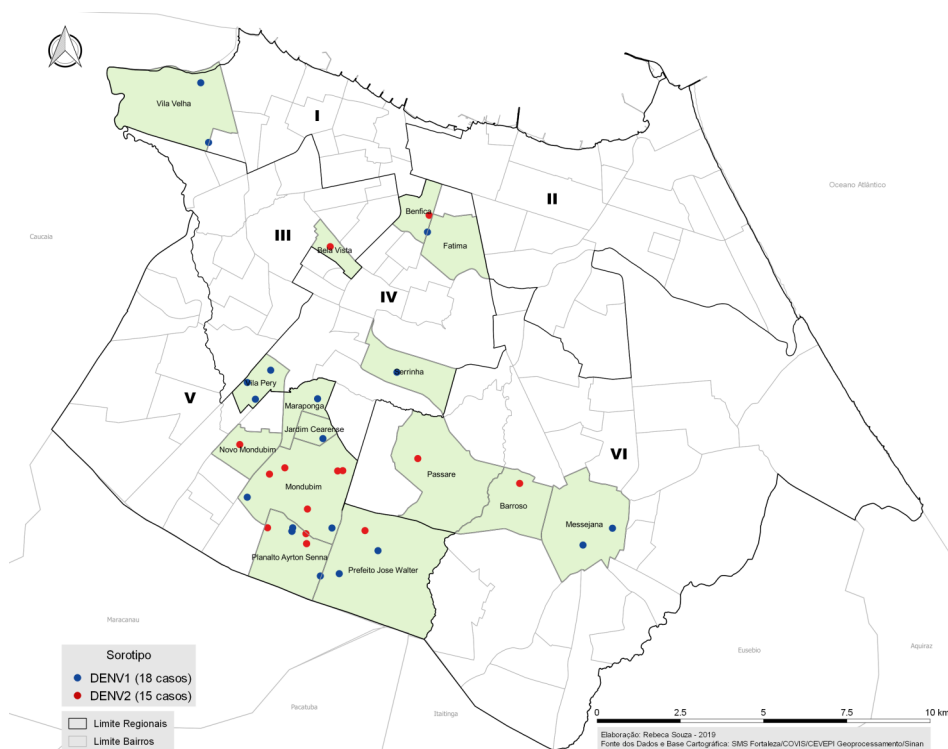 Vila Velha
I
II
Oceano Atlântico
Benfica
Caucaia
III
Bela Vista
Fatima
IV
Serrinha
Vila Pery
V
Maraponga
Jardim Cearense
Novo Mondubim
Passare
VI
Mondubim
Barroso
Messejana
Planalto Ayrton Senna
Prefeito Jose Walter
Maracanau
Eusebio
Aquiraz
Pacatuba
Itaitinga
Sorotipo
DENV1 (18 casos)
DENV2 (15 casos)
Limite Regionais
Limite Bairros
0 2.5 5 7.5 10 km
Elaboração: Rebeca Souza - 2019
Fonte dos Dados e Base Cartográfica: SMS Fortaleza/COVIS/CEVEPI Geoprocessamento/Sinan